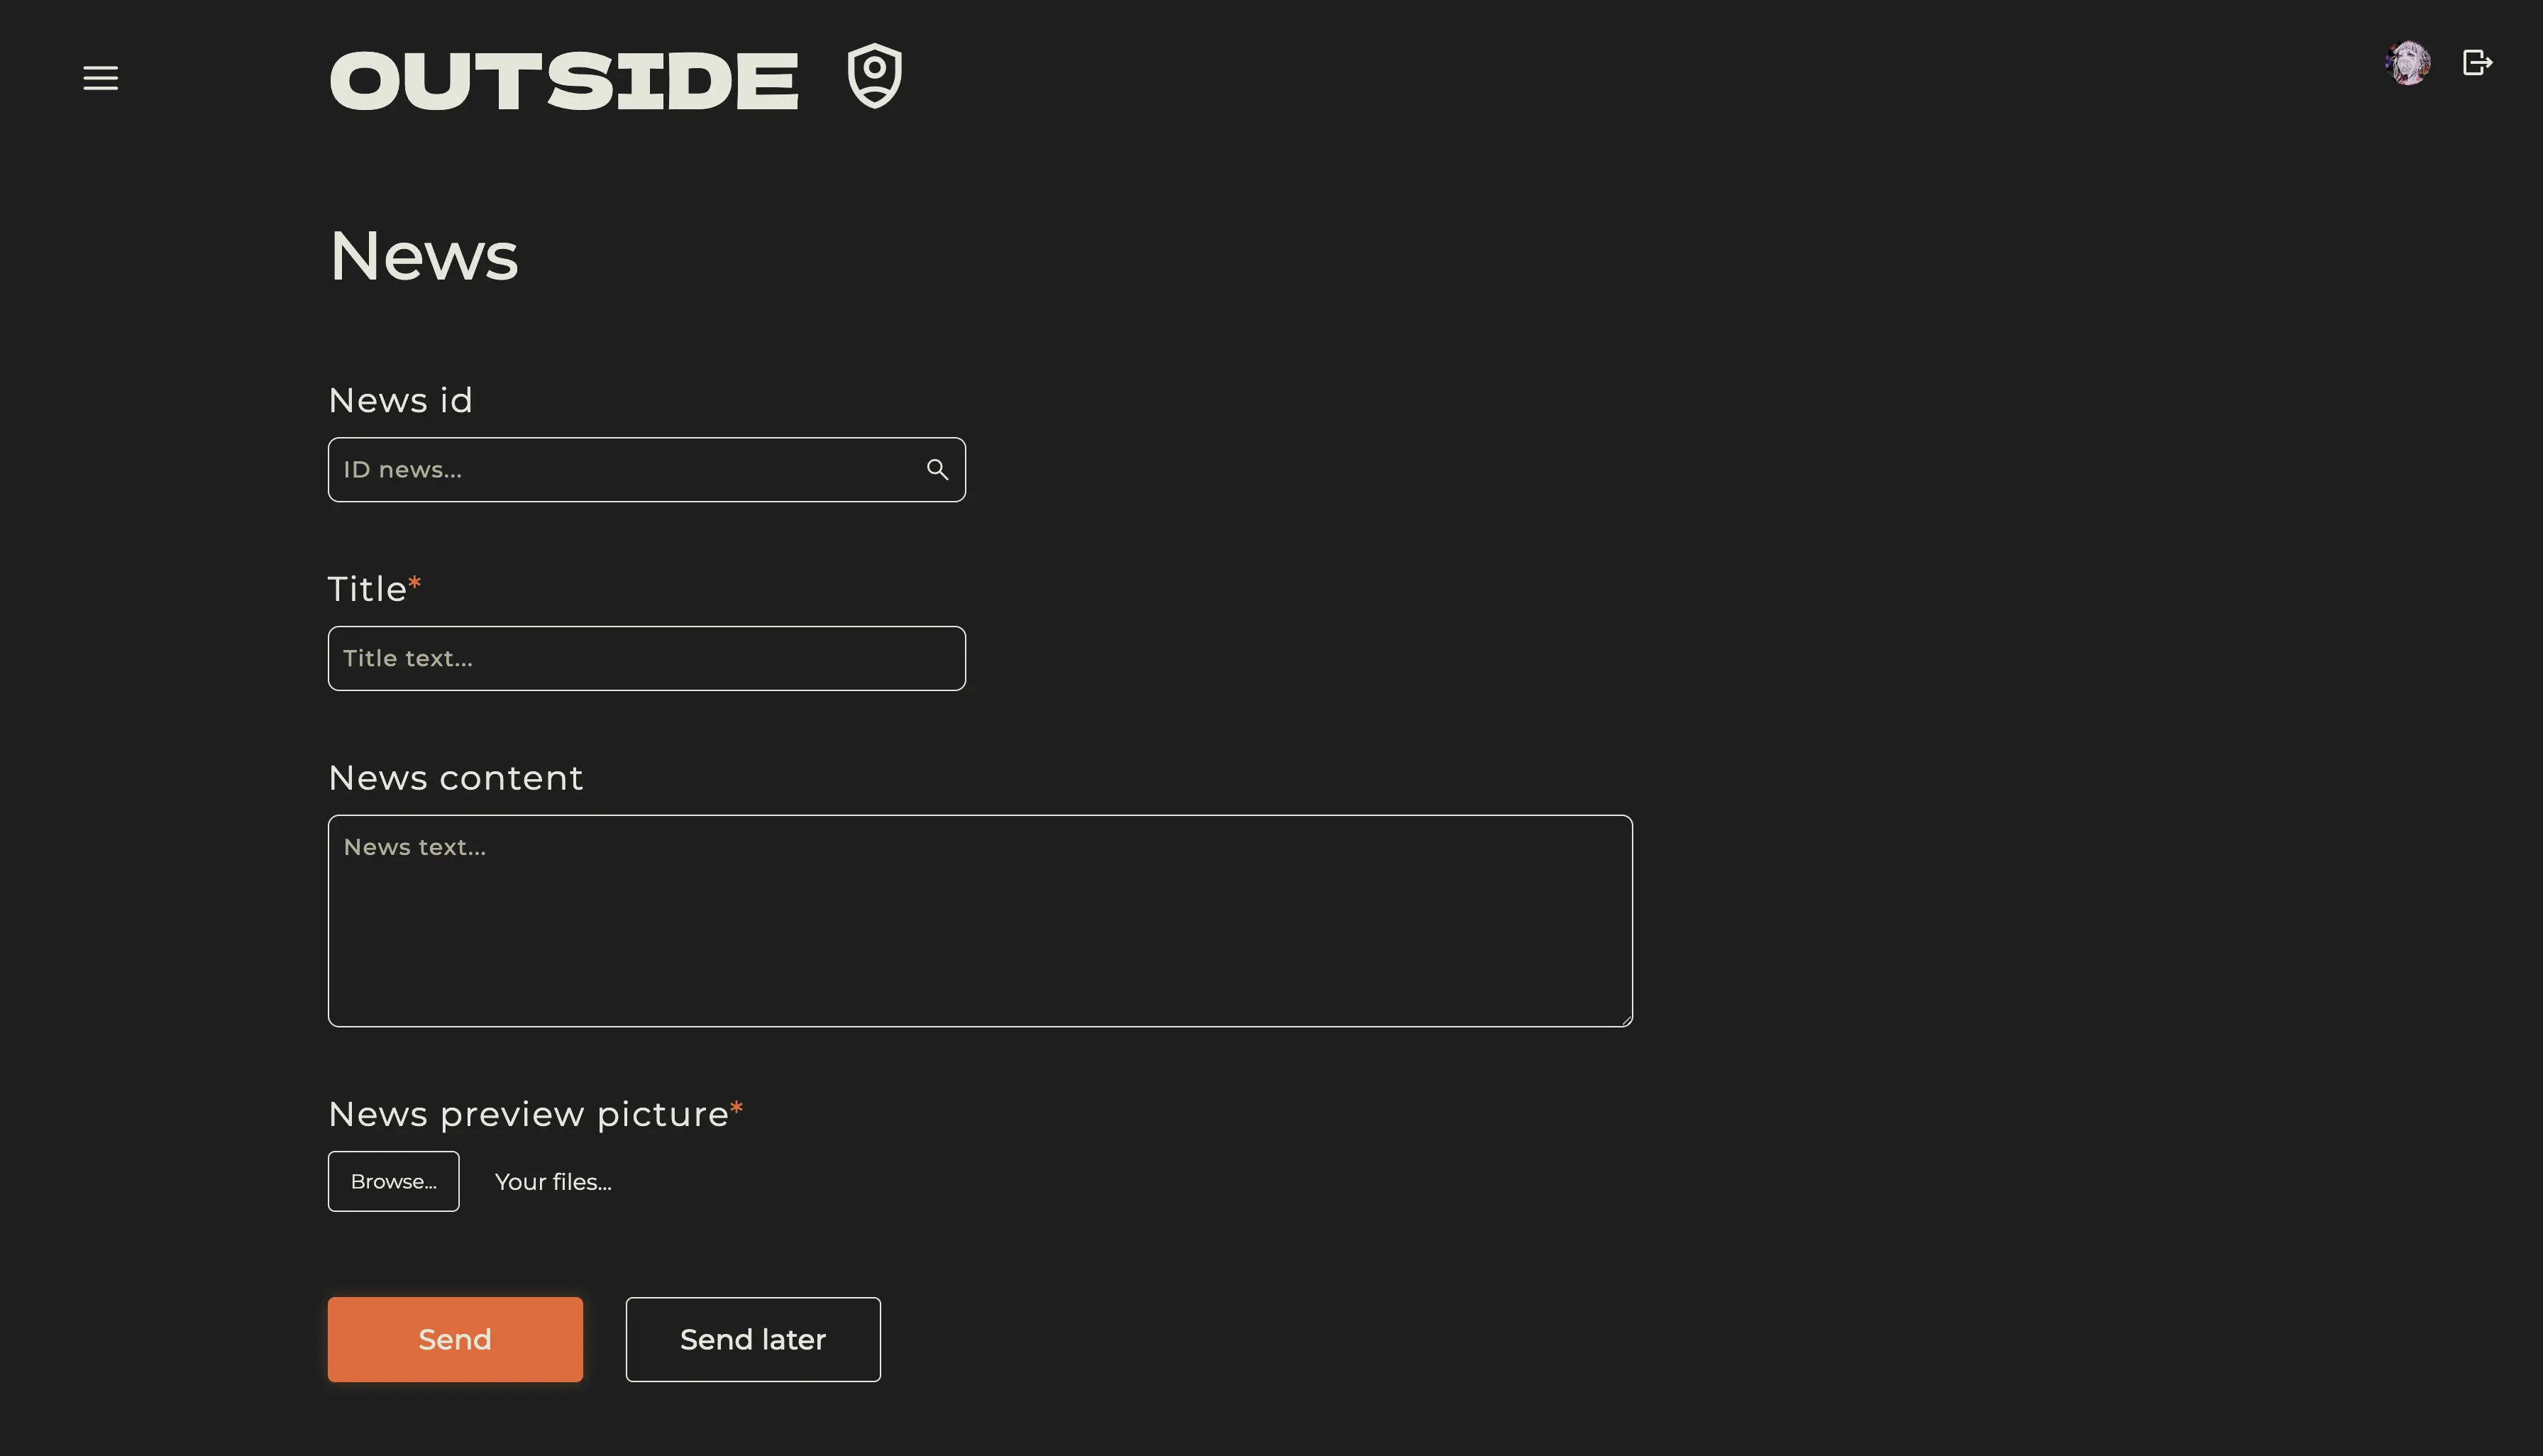 OUTSIDE
News
News id
ID news...
Title*
Title text...
News content
News text...
News preview picture*
Browse... Your files...
Send Send later